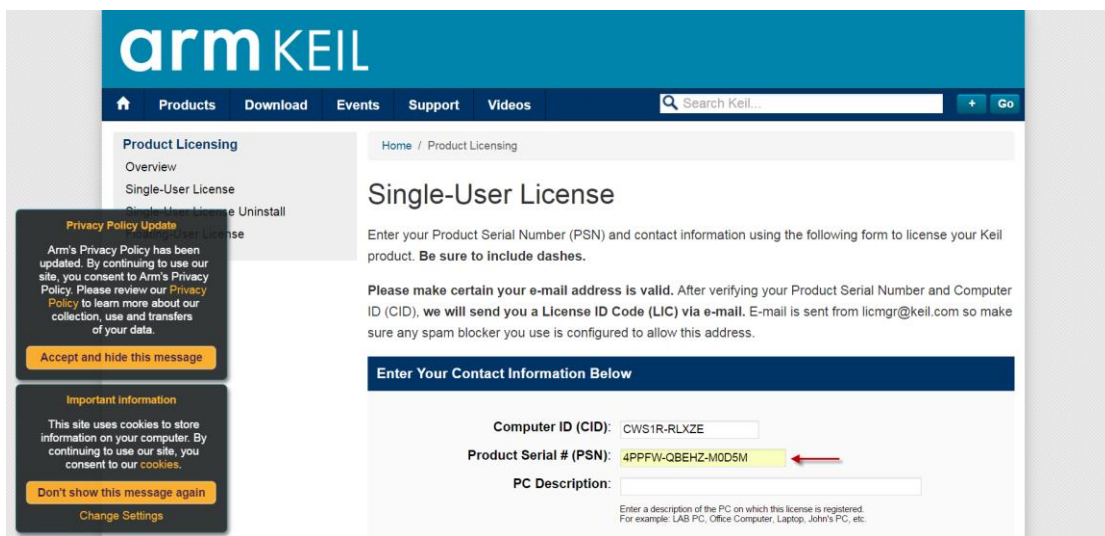 arm KEIL
Products Download Events Support Videos Search Keil... + Go
Product Licensing
Overview
Single-User License
Single-User License Uninstall
Floating-User License
Home / Product Licensing
Single-User License
Enter your Product Serial Number (PSN) and contact information using the following form to license your Keil
product. Be sure to include dashes.
Please make certain your e-mail address is valid. After verifying your Product Serial Number and Computer
ID (CID), we will send you a License ID Code (LIC) via e-mail. E-mail is sent from licmgr@keil.com so make
sure any spam blocker you use is configured to allow this address.
Enter Your Contact Information Below
Computer ID (CID): CWS1R-RLXZE
Product Serial # (PSN): 4PPFW-QBEHZ-M0D5M
PC Description:
Enter a description of the PC on which this license is registered.
For example: LAB PC, Office Computer, Laptop, John's PC, etc.
Privacy Policy Update
Arm's Privacy Policy has been
updated. By continuing to use our
site, you consent to Arm's Privacy
Policy. Please review our Privacy
Policy to learn more about our
collection, use and transfers
of your data.
Accept and hide this message
Important information
This site uses cookies to store
information on your computer. By
continuing to use our site, you
consent to our cookies.
Don't show this message again
Change Settings